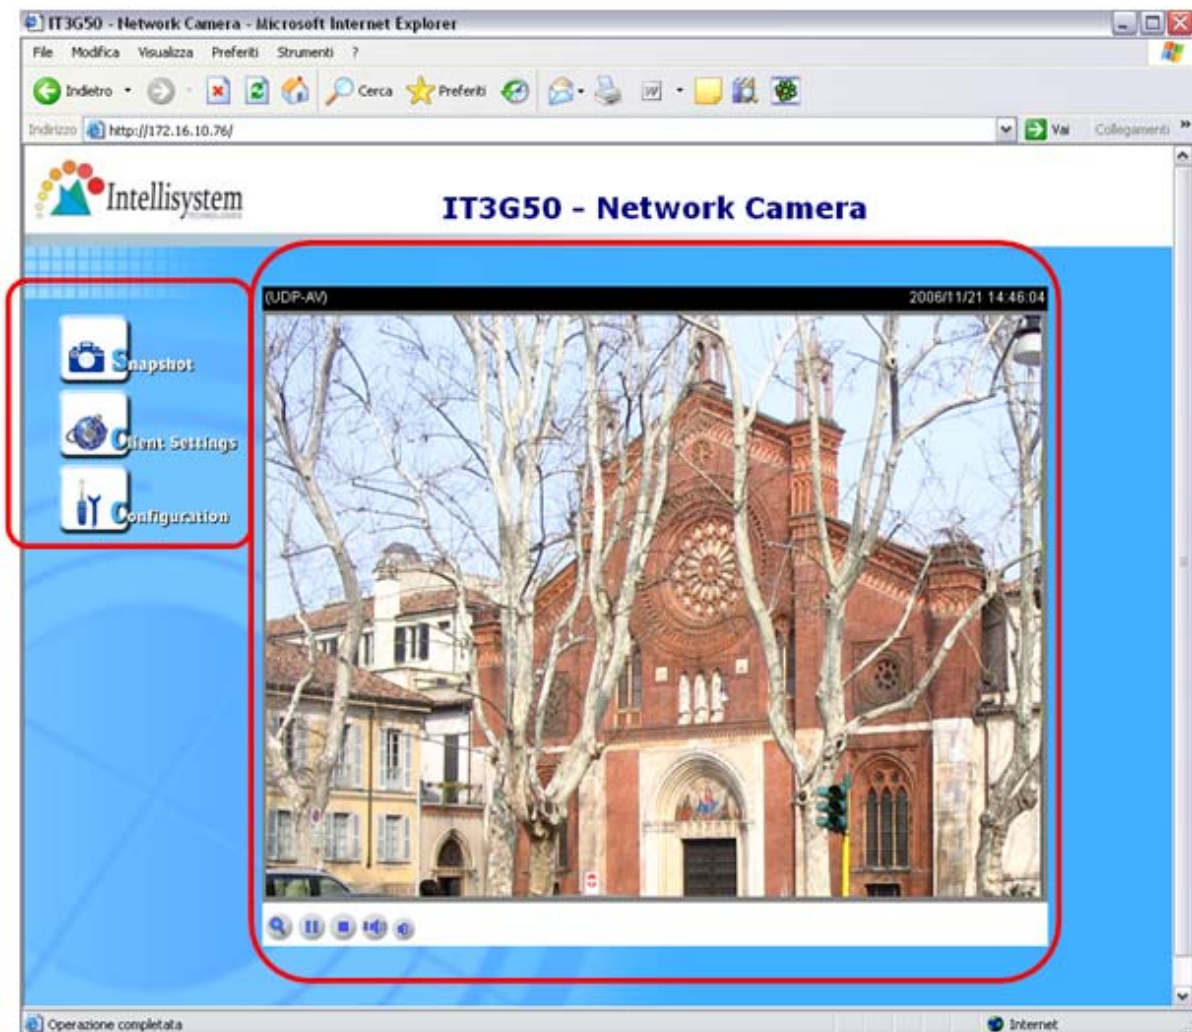 IT3G50 - Network Camera - Microsoft Internet Explorer
File Modifica Visualizza Preferiti Strumenti ?
Indietro Cerca Preferiti
Indirizzo http://172.16.10.76/ Vai Collegamenti »
Intellisystem
TECHNOLOGIES
IT3G50 - Network Camera
(UDP-AV) 2006/11/21 14:46:04
Snapshot
Client Settings
Configuration
Operazione completata Internet